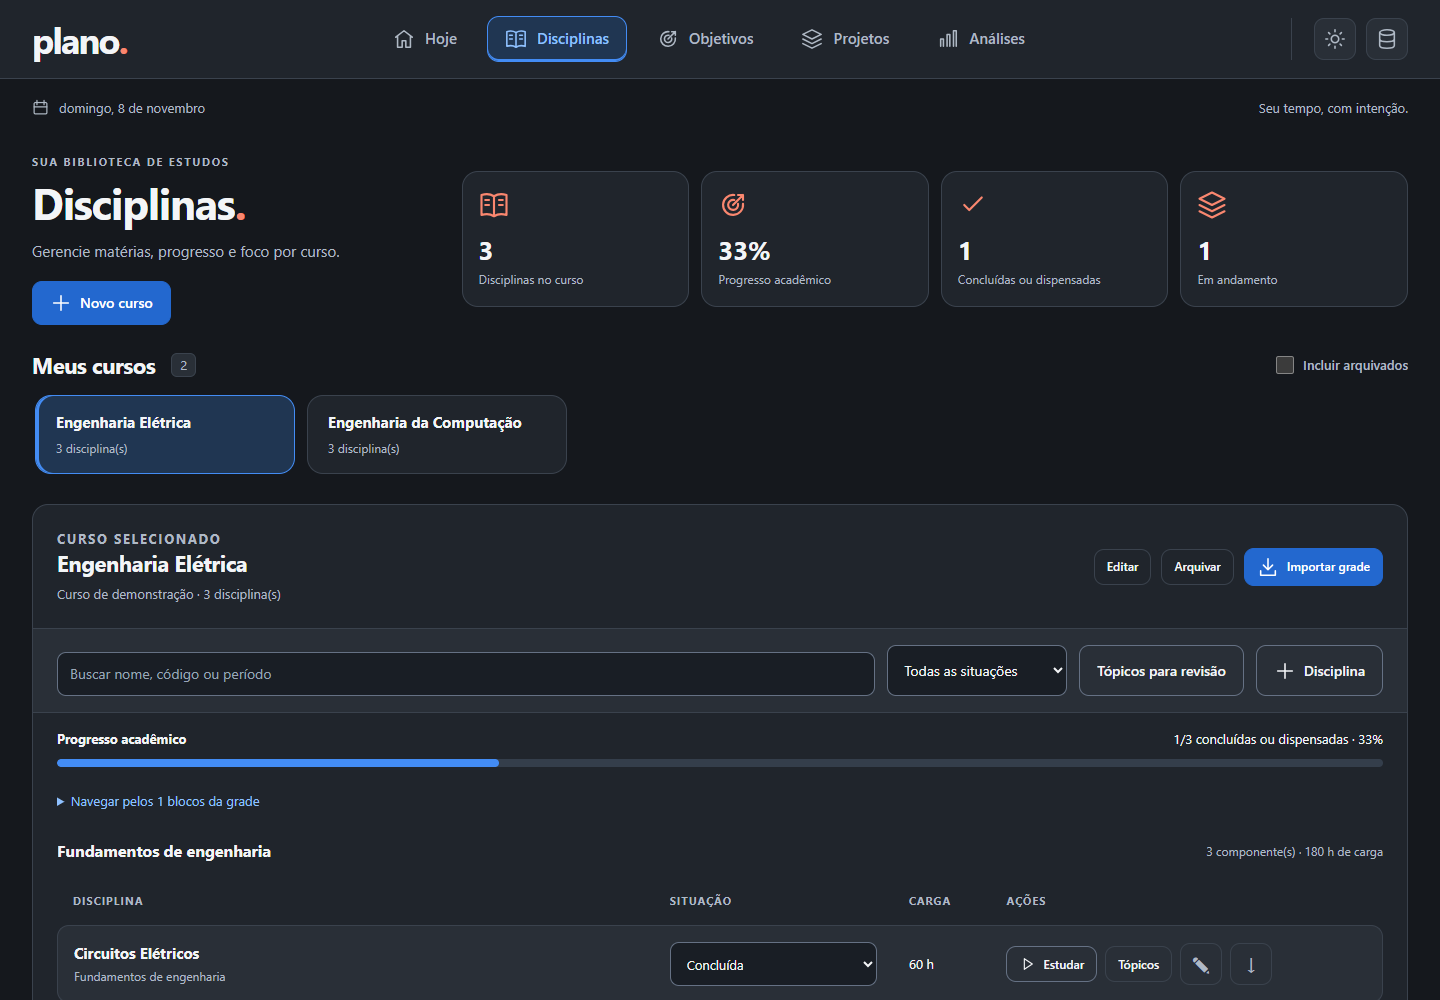 plano.
Hoje
Disciplinas
Objetivos
Projetos
Análises
domingo, 8 de novembro
Seu tempo, com intenção.
SUA BIBLIOTECA DE ESTUDOS
Disciplinas.
Gerencie matérias, progresso e foco por curso.
Novo curso
3
Disciplinas no curso
33%
Progresso acadêmico
1
Concluídas ou dispensadas
1
Em andamento
Meus cursos 2
Incluir arquivados
Engenharia Elétrica
3 disciplina(s)
Engenharia da Computação
3 disciplina(s)
CURSO SELECIONADO
Engenharia Elétrica
Curso de demonstração · 3 disciplina(s)
Editar
Arquivar
Importar grade
Buscar nome, código ou período
Todas as situações
Tópicos para revisão
Disciplina
Progresso acadêmico
1/3 concluídas ou dispensadas · 33%
Navegar pelos 1 blocos da grade
Fundamentos de engenharia
3 componente(s) · 180 h de carga
DISCIPLINA
SITUAÇÃO
CARGA
AÇÕES
Circuitos Elétricos
Fundamentos de engenharia
Concluída
60 h
Estudar
Tópicos